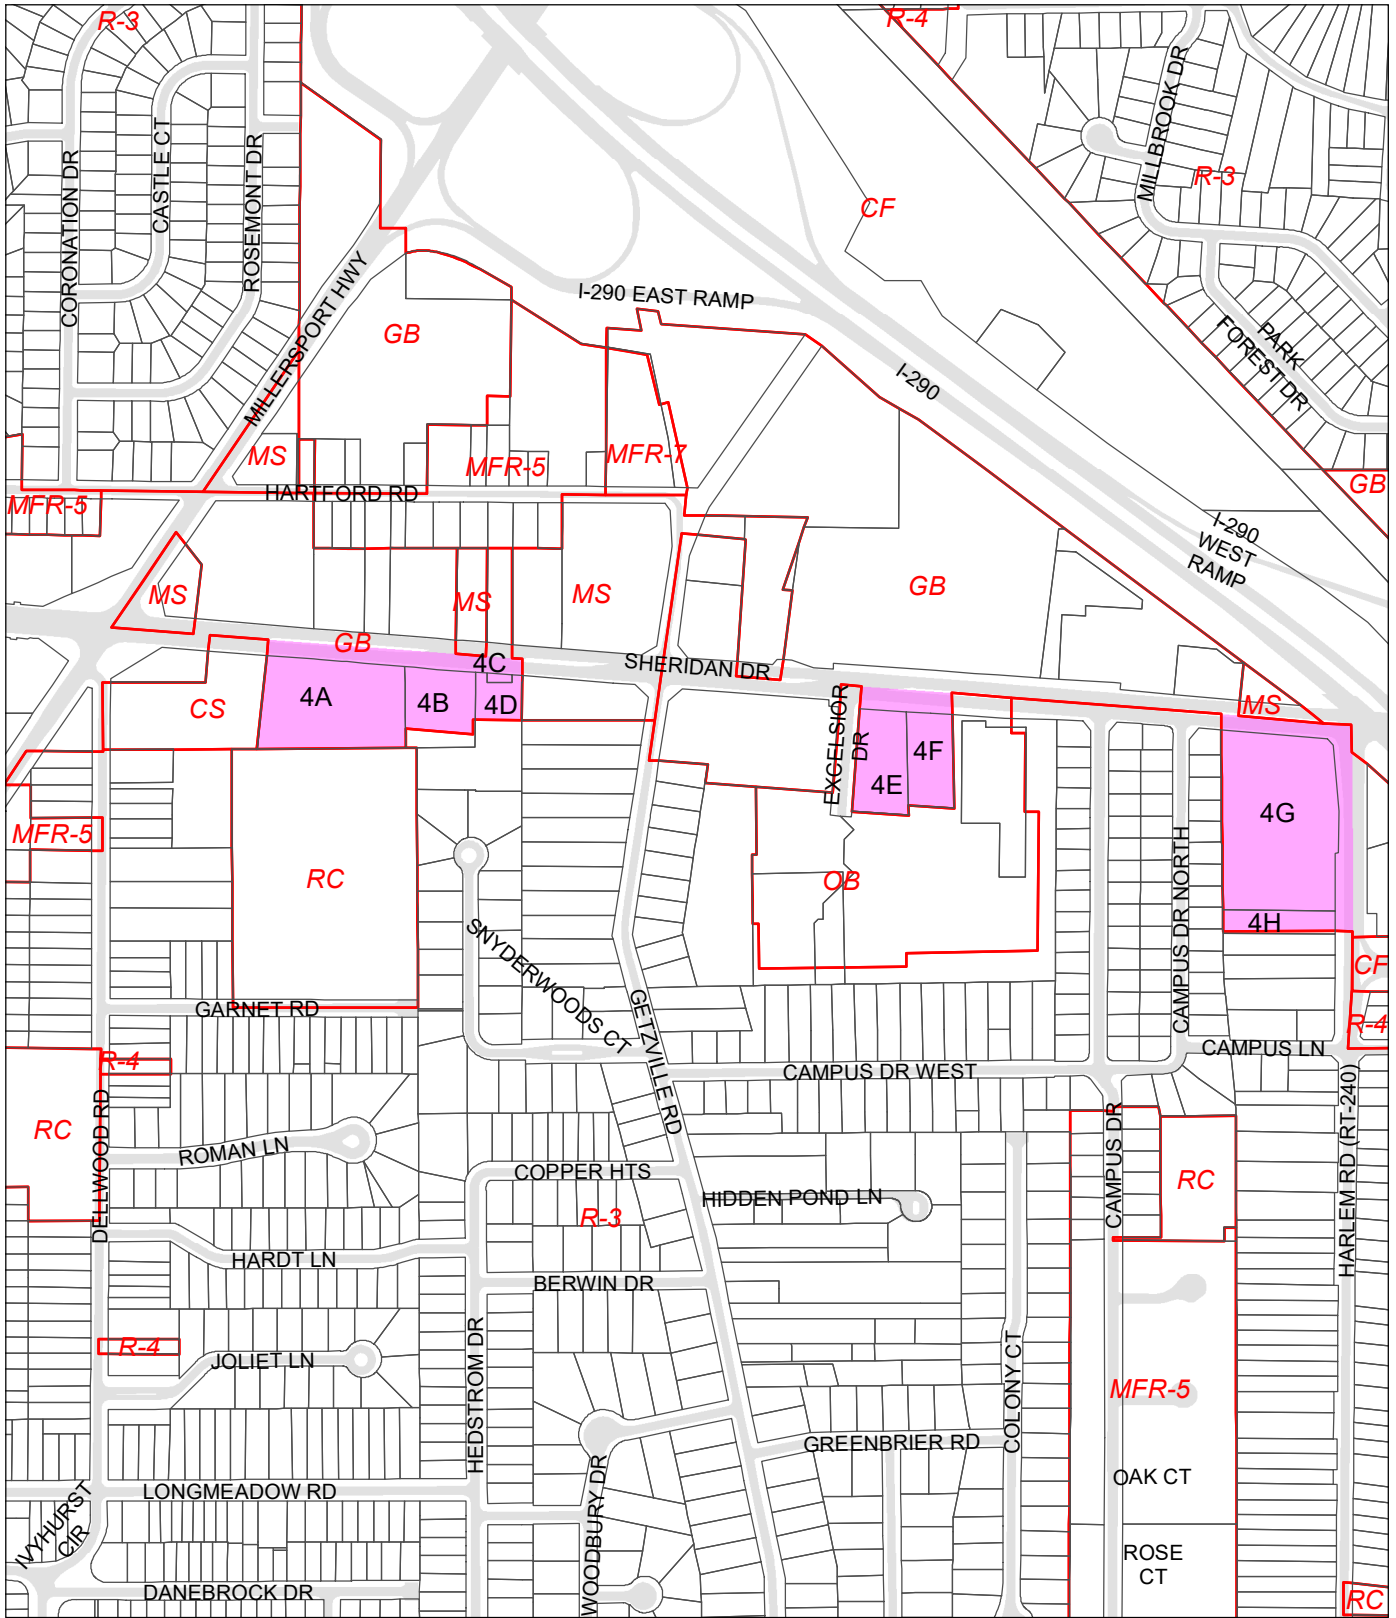 R-3
R-4
CORONATION DR
CASTLE CT
ROSEMONT DR
MILLBROOK DR
R-3
CF
MILLERSPORT HWY
I-290 EAST RAMP
GB
PARK
FOREST DR
I-290
MS
MFR-5
MFR-7
GB
HARTFORD RD
MFR-5
I-290
WEST
RAMP
MS
MS
MS
GB
GB
4C
SHERIDAN DR
4A
4B
4D
CS
MS
EXCELSIOR
DR
4F
4E
4G
MFR-5
RC
OB
4H
CAMPUS DR NORTH
SNYDERWOODS CT
CF
GARNET RD
GETZVILLE RD
R-4
CAMPUS LN
R-4
CAMPUS DR WEST
RC
DELLWOOD RD
ROMAN LN
COPPER HTS
CAMPUS DR
RC
HARLEM RD (RT-240)
HIDDEN POND LN
R-3
HARDT LN
BERWIN DR
R-4
JOLIET LN
HEDSTROM DR
COLONY CT
MFR-5
GREENBRIER RD
OAK CT
LONGMEADOW RD
IVYHURST
CIR
WOODBURY DR
ROSE
CT
DANEBROCK DR
RC